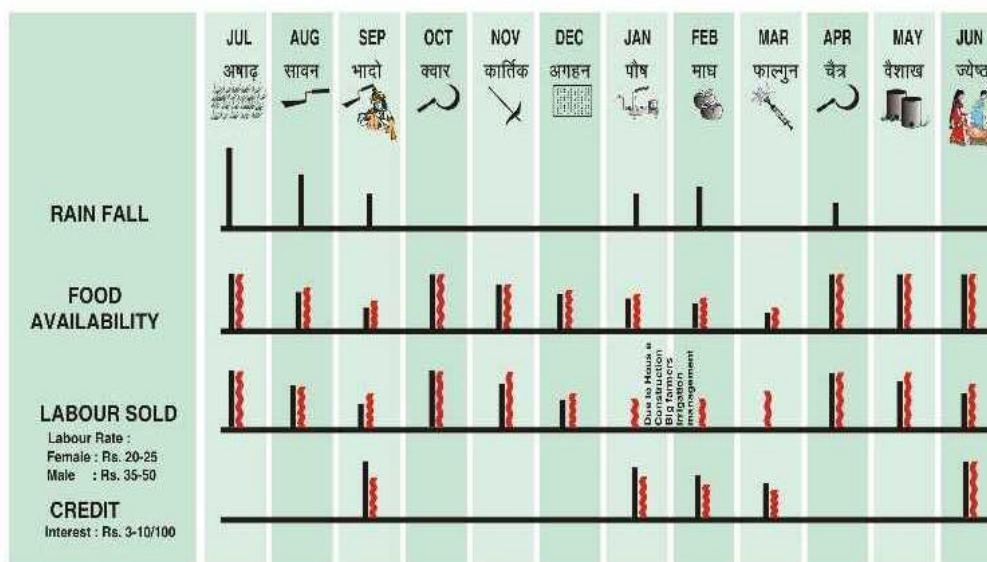 JUL AUG SEP OCT NOV DEC JAN FEB MAR APR MAY JUN
अषाढ़ सावन भादो क्वार कार्तिक अगहन पौष माघ फाल्गुन चैत्र वैशाख ज्येष्ठ
RAIN FALL
FOOD
AVAILABILITY
Due to Hous e
Construction
Big farmers
Irrigation
management
LABOUR SOLD
Labour Rate :
Female : Rs. 20-25
Male : Rs. 35-50
CREDIT
Interest : Rs. 3-10/100